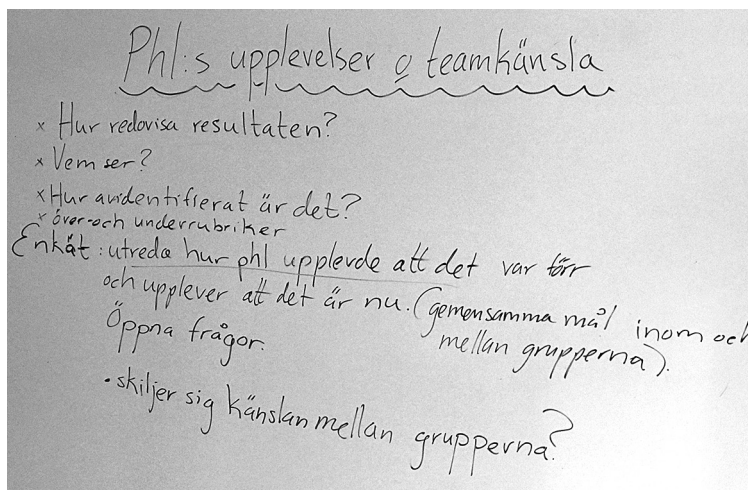 Phl:s upplevelser o teamkänsla
x Hur redovisa resultaten?
x Vem ser?
x Hur avidentifierat är det?
x över- och underrubriker
Enkät: utreda hur phl upplevde att det var förr
och upplever att det är nu. (gemensamma mål inom och
mellan grupperna).
Öppna frågor.
• skiljer sig känslan mellan grupperna?